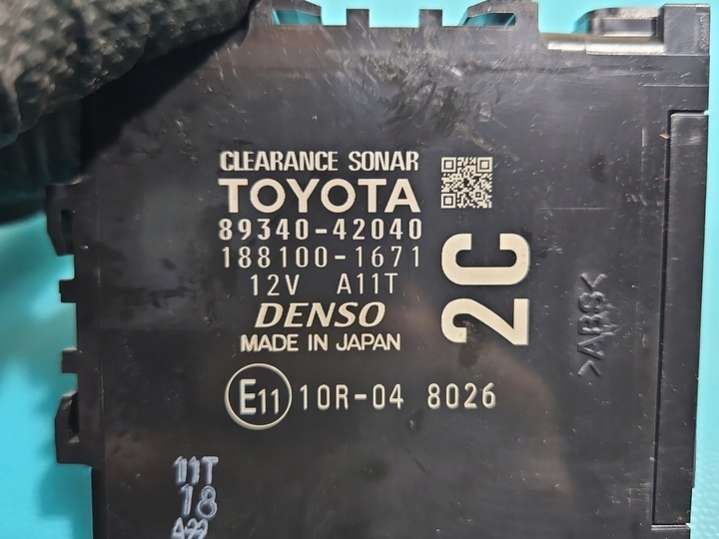 CLEARANCE SONAR
TOYOTA
89340-42040
188100-1671
12V A11T
DENSO
MADE IN JAPAN
2C
E11 10R-04 8026
>ABS<
11T
18